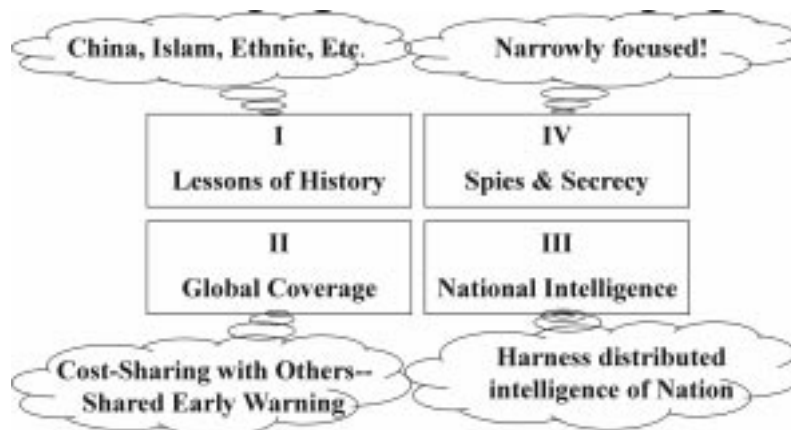 China, Islam, Ethnic, Etc.
Narrowly focused!
I
Lessons of History
IV
Spies & Secrecy
II
Global Coverage
III
National Intelligence
Cost-Sharing with Others--
Shared Early Warning
Harness distributed
intelligence of Nation